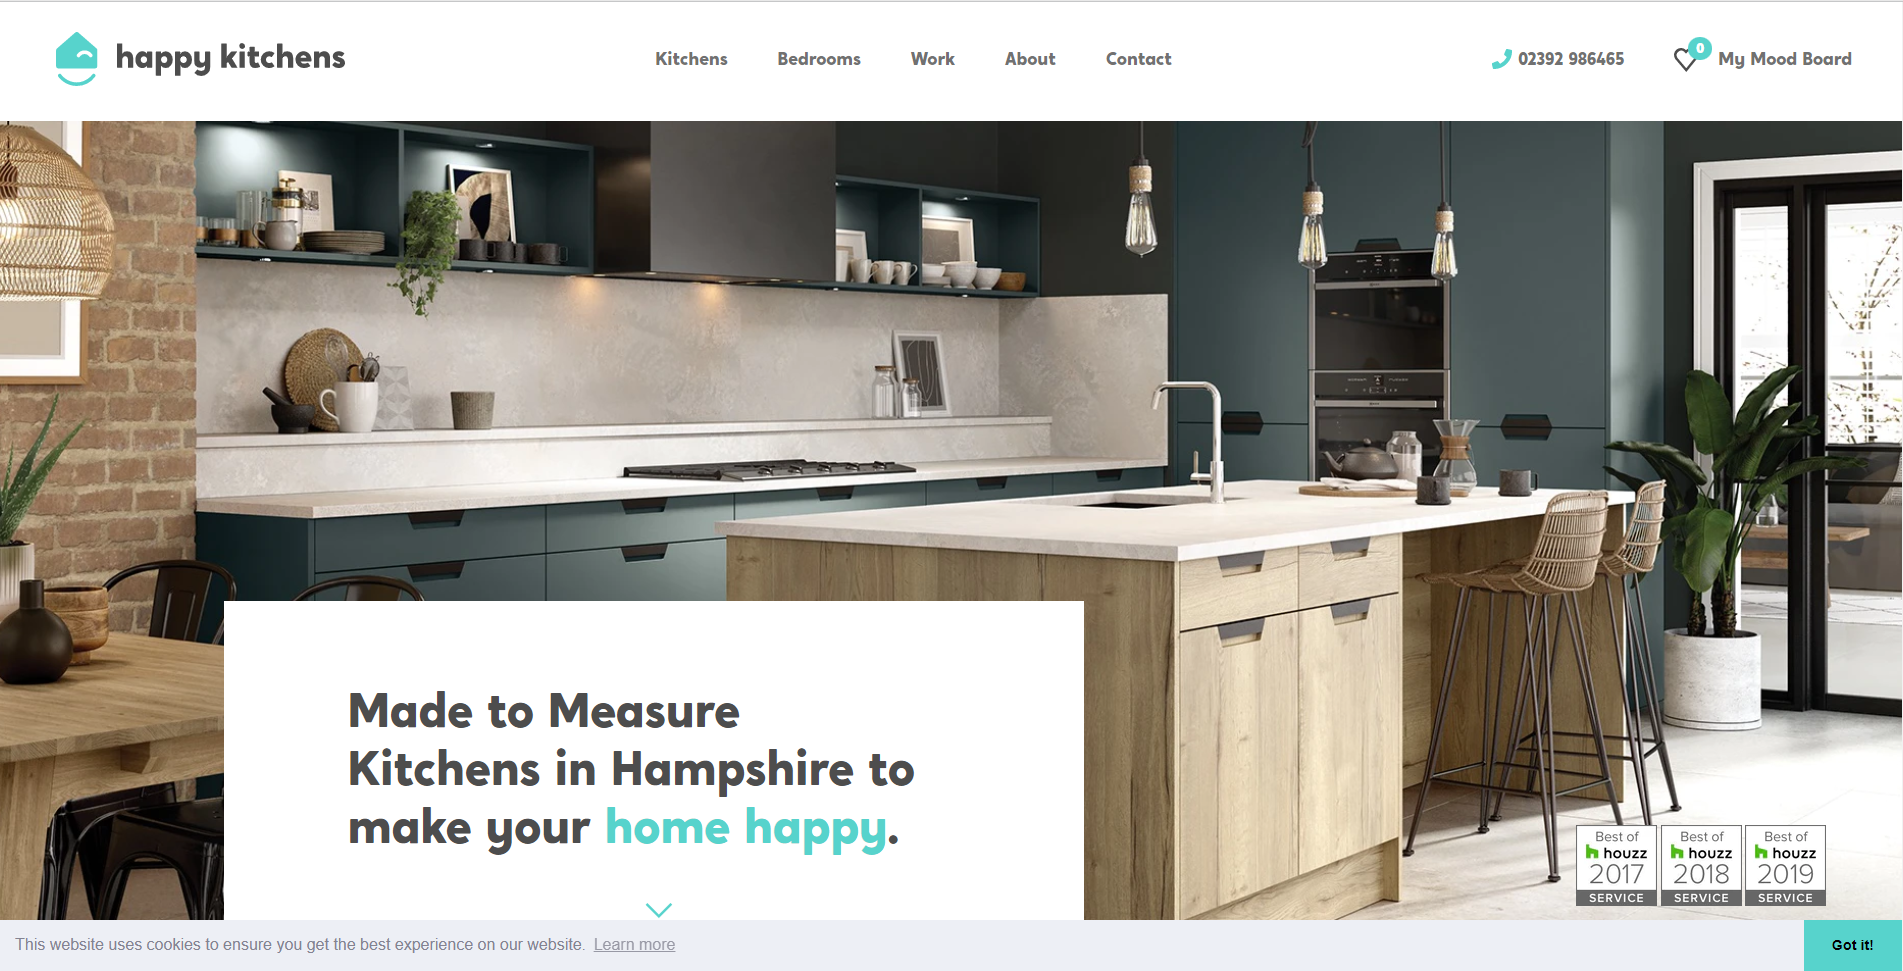 happy kitchens
Kitchens
Bedrooms
Work
About
Contact
02392 986465
0
My Mood Board
Made to Measure
Kitchens in Hampshire to
make your home happy.
Best of
houzz
2017
SERVICE
Best of
houzz
2018
SERVICE
Best of
houzz
2019
SERVICE
This website uses cookies to ensure you get the best experience on our website. Learn more
Got it!